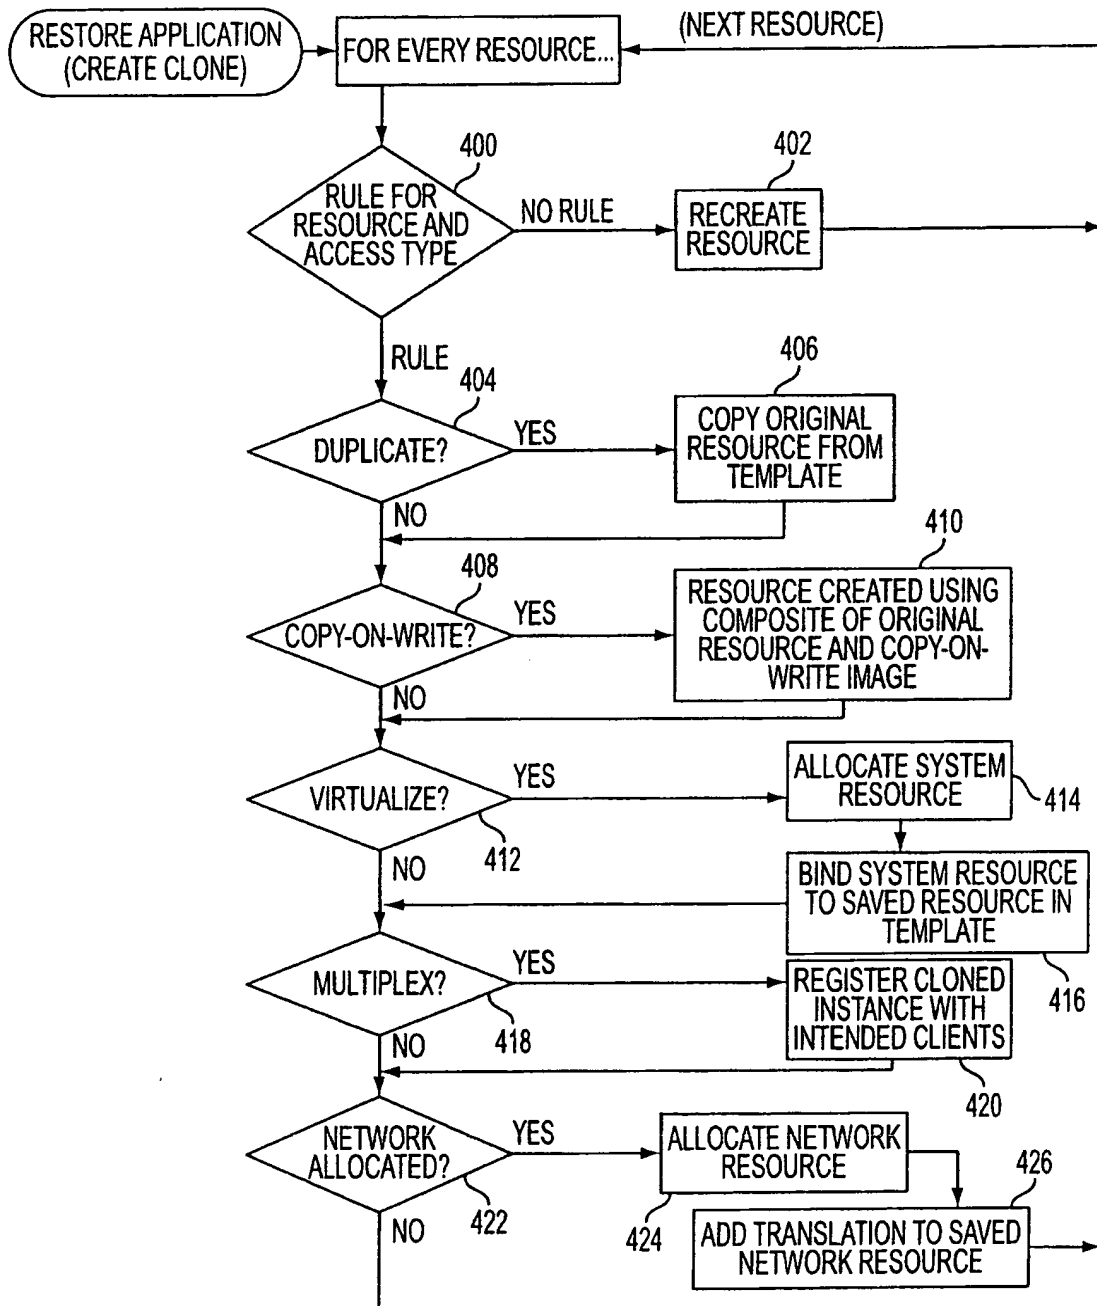 RESTORE APPLICATION
(CREATE CLONE)
FOR EVERY RESOURCE...
(NEXT RESOURCE)
400
RULE FOR
RESOURCE AND
ACCESS TYPE
NO RULE
402
RECREATE
RESOURCE
RULE
404
DUPLICATE?
YES
406
COPY ORIGINAL
RESOURCE FROM
TEMPLATE
NO
408
COPY-ON-WRITE?
YES
410
RESOURCE CREATED USING
COMPOSITE OF ORIGINAL
RESOURCE AND COPY-ON-
WRITE IMAGE
NO
VIRTUALIZE?
412
YES
ALLOCATE SYSTEM
RESOURCE
414
NO
BIND SYSTEM RESOURCE
TO SAVED RESOURCE IN
TEMPLATE
416
MULTIPLEX?
418
YES
REGISTER CLONED
INSTANCE WITH
INTENDED CLIENTS
420
NO
NETWORK
ALLOCATED?
422
YES
ALLOCATE NETWORK
RESOURCE
424
426
ADD TRANSLATION TO SAVED
NETWORK RESOURCE
NO